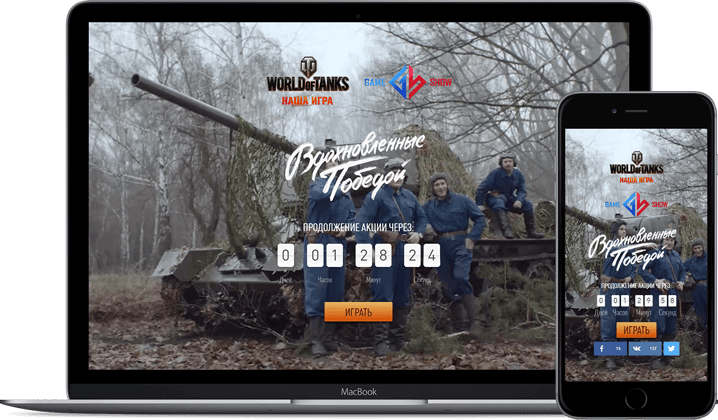 WORLD OF TANKS
НАША ИГРА
GAME SHOW
Вдохновленные
Победой
ПРОДОЛЖЕНИЕ АКЦИИ ЧЕРЕЗ:
0 01 28 24
Дней Часов Минут Секунд
ИГРАТЬ
MacBook
WORLD OF TANKS
НАША ИГРА
GAME SHOW
Вдохновленные
Победой
ПРОДОЛЖЕНИЕ АКЦИИ ЧЕРЕЗ:
0 01 29 58
Дней Часов Минут Секунд
ИГРАТЬ